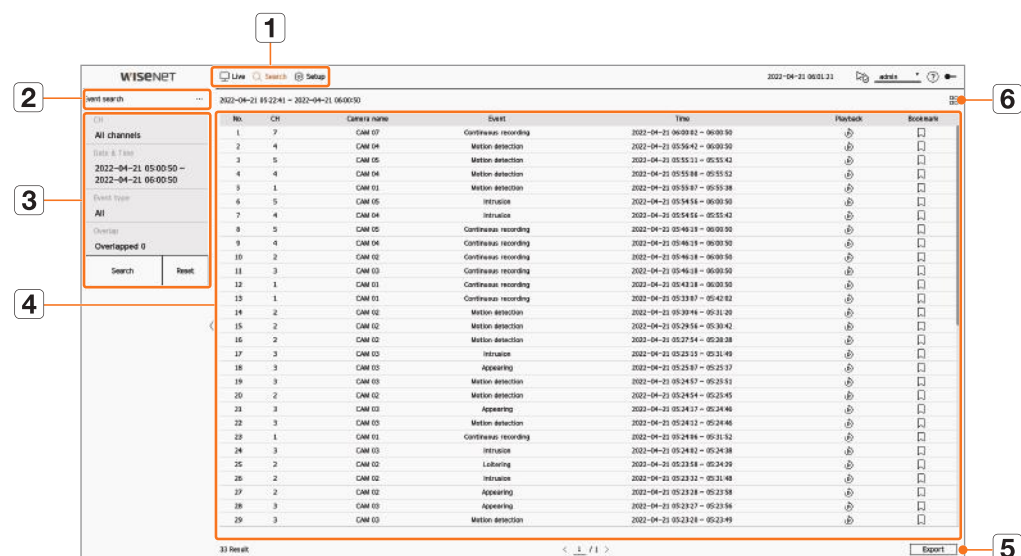 1
WISENET Live Search Setup 2022-04-21 06:01:31 admin ?
2
Event search ... 2022-04-21 05:22:41 ~ 2022-04-21 06:00:50
6
3
CH
All channels
Date & Time
2022-04-21 05:00:50 ~
2022-04-21 06:00:50
Event type
All
Overlap
Overlapped 0
Search Reset
4
No. CH Camera name Event Time Playback Bookmark
1 7 CAM 07 Continuous recording 2022-04-21 06:00:02 ~ 06:00:50
2 4 CAM 04 Motion detection 2022-04-21 05:56:42 ~ 06:00:50
3 5 CAM 05 Motion detection 2022-04-21 05:55:11 ~ 05:55:42
4 4 CAM 04 Motion detection 2022-04-21 05:55:08 ~ 05:55:52
5 1 CAM 01 Motion detection 2022-04-21 05:55:07 ~ 05:55:38
6 5 CAM 05 Intrusion 2022-04-21 05:54:56 ~ 06:00:50
7 4 CAM 04 Intrusion 2022-04-21 05:54:56 ~ 05:55:42
8 5 CAM 05 Continuous recording 2022-04-21 05:46:19 ~ 06:00:50
9 4 CAM 04 Continuous recording 2022-04-21 05:46:19 ~ 06:00:50
10 2 CAM 02 Continuous recording 2022-04-21 05:46:18 ~ 06:00:50
11 3 CAM 03 Continuous recording 2022-04-21 05:46:18 ~ 06:00:50
12 1 CAM 01 Continuous recording 2022-04-21 05:42:18 ~ 06:00:50
13 1 CAM 01 Continuous recording 2022-04-21 05:33:07 ~ 05:42:02
14 2 CAM 02 Motion detection 2022-04-21 05:30:46 ~ 05:31:20
15 2 CAM 02 Motion detection 2022-04-21 05:29:56 ~ 05:30:42
16 2 CAM 02 Motion detection 2022-04-21 05:27:54 ~ 05:28:28
17 3 CAM 03 Intrusion 2022-04-21 05:25:35 ~ 05:31:49
18 3 CAM 03 Appearing 2022-04-21 05:25:07 ~ 05:25:37
19 3 CAM 03 Motion detection 2022-04-21 05:24:57 ~ 05:25:51
20 2 CAM 02 Motion detection 2022-04-21 05:24:54 ~ 05:25:45
21 3 CAM 03 Appearing 2022-04-21 05:24:17 ~ 05:24:46
22 3 CAM 03 Motion detection 2022-04-21 05:24:12 ~ 05:24:46
23 1 CAM 01 Continuous recording 2022-04-21 05:24:06 ~ 05:31:52
24 3 CAM 03 Intrusion 2022-04-21 05:24:02 ~ 05:24:38
25 2 CAM 02 Loitering 2022-04-21 05:23:58 ~ 05:24:29
26 2 CAM 02 Intrusion 2022-04-21 05:23:32 ~ 05:31:48
27 2 CAM 02 Appearing 2022-04-21 05:23:28 ~ 05:23:58
28 3 CAM 03 Appearing 2022-04-21 05:23:27 ~ 05:23:56
29 3 CAM 03 Motion detection 2022-04-21 05:23:20 ~ 05:23:49
33 Result < 1 / 1 > Export
5